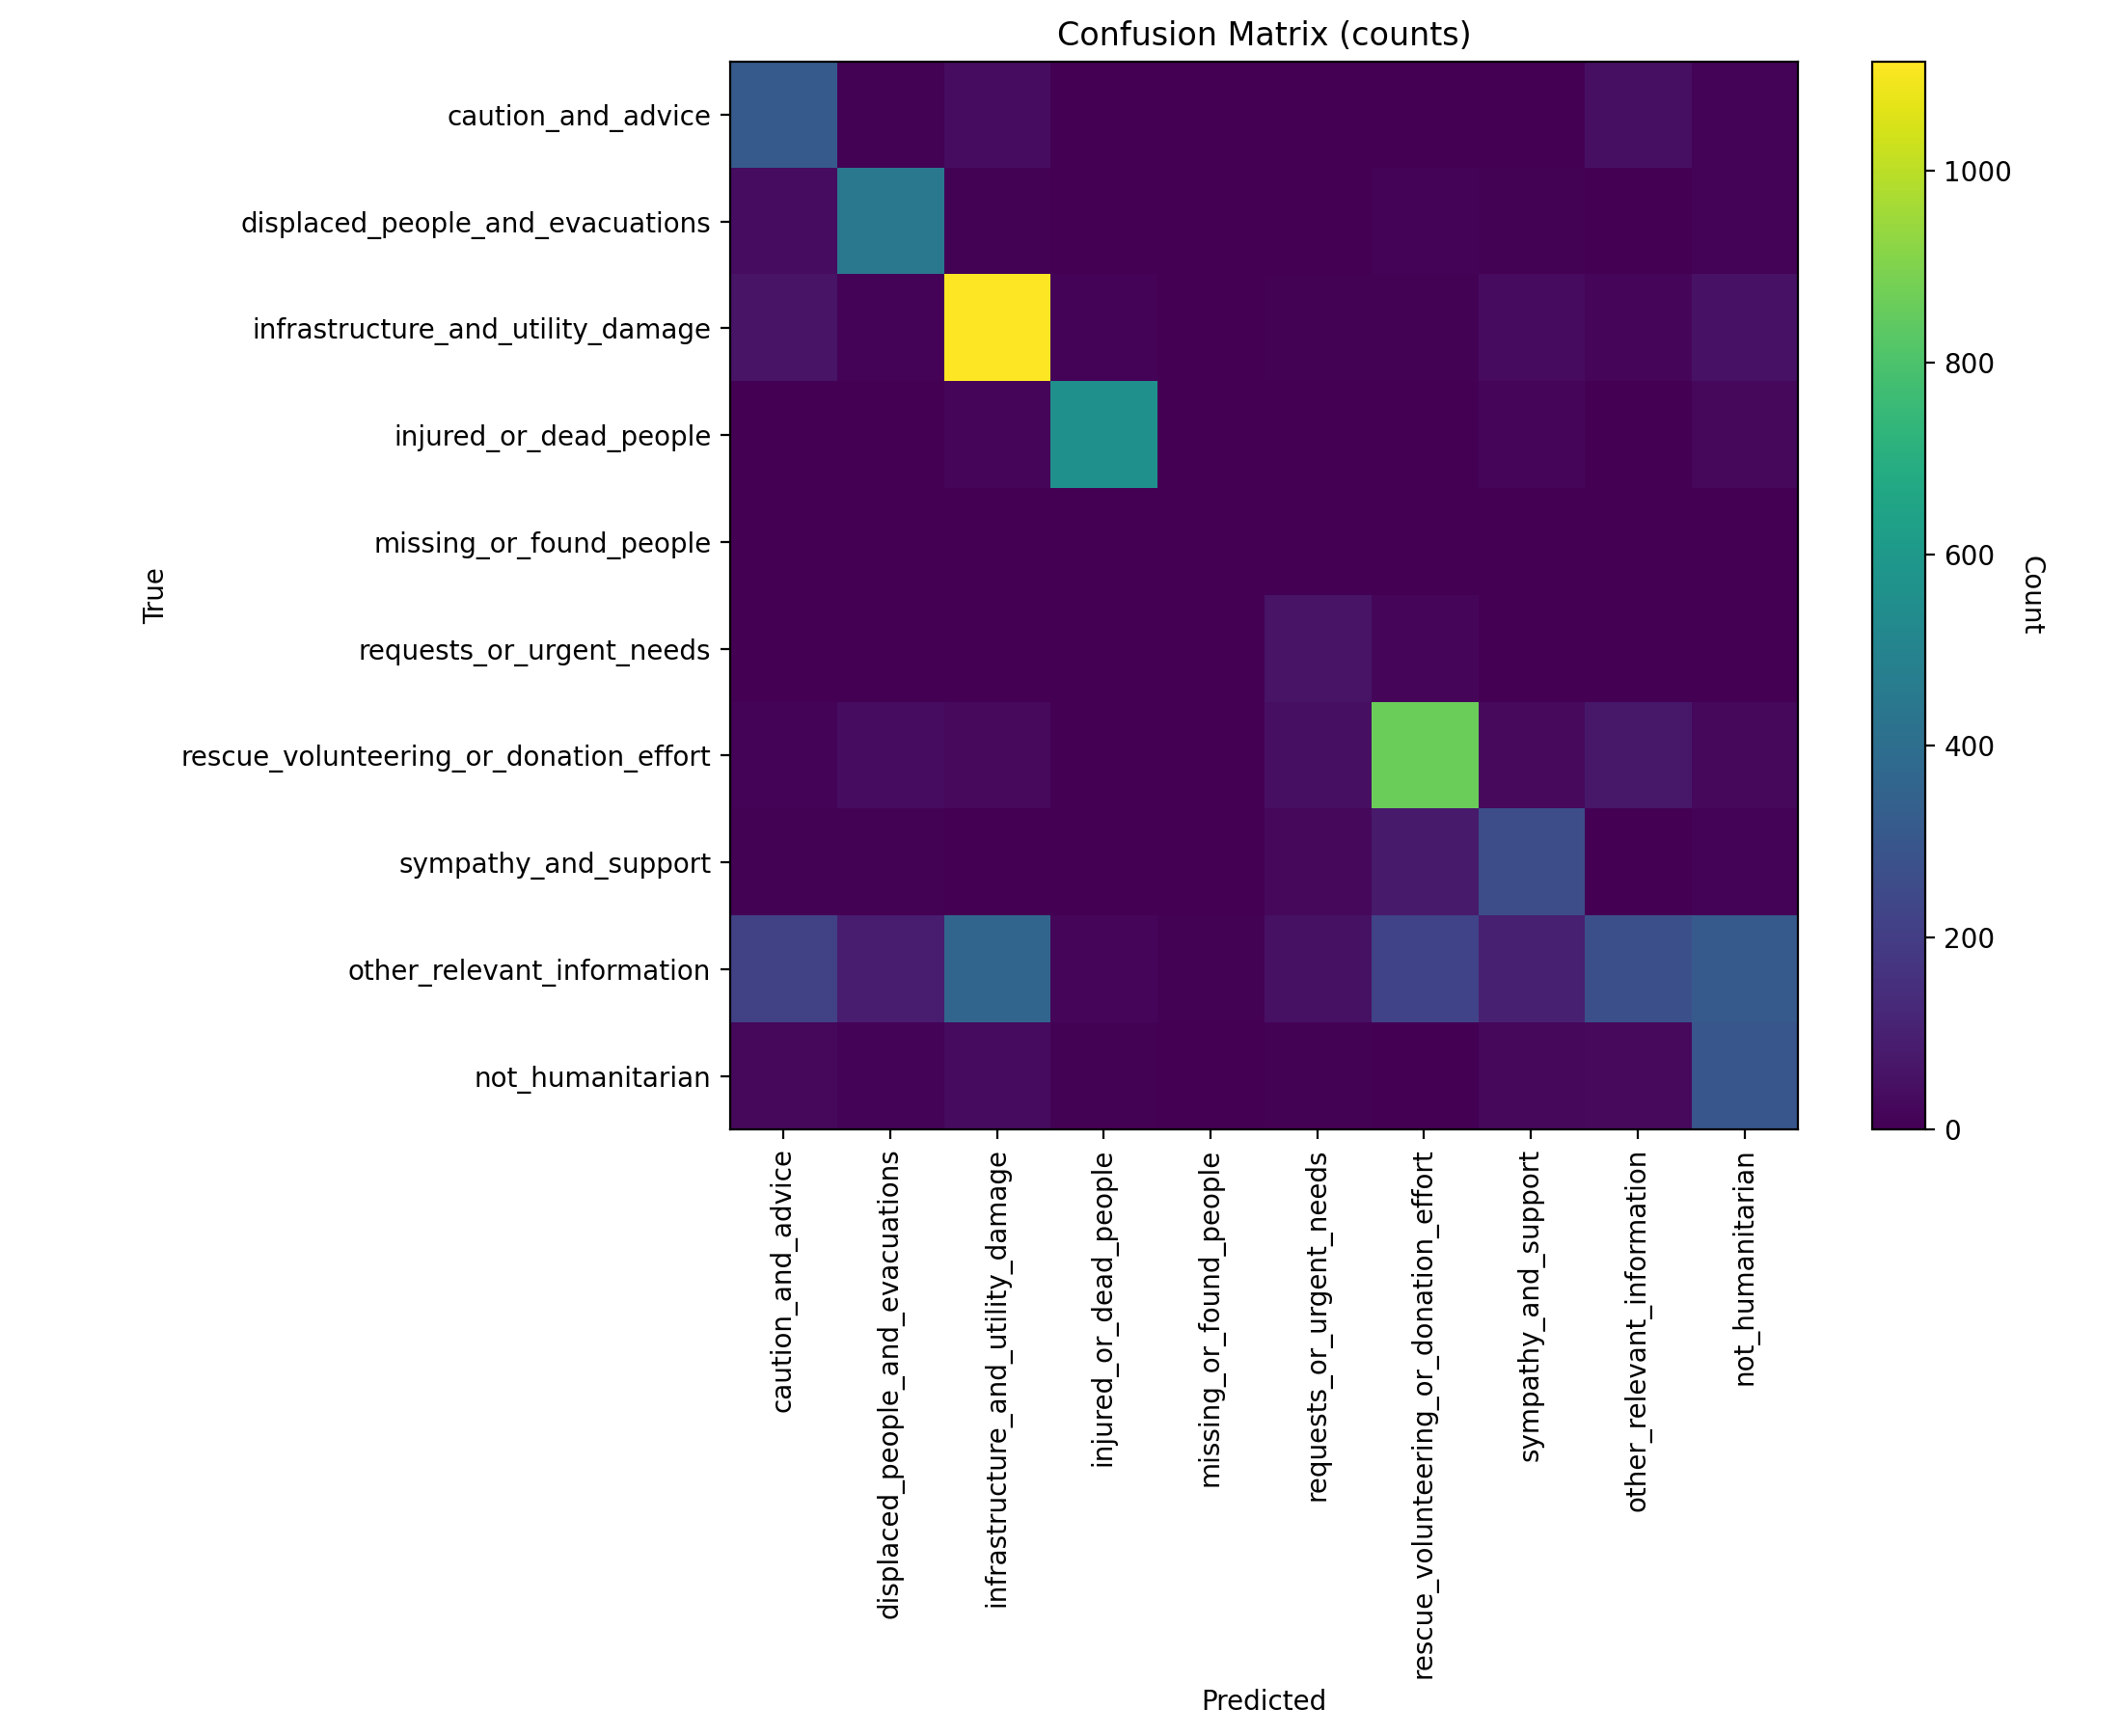 Confusion Matrix (counts)
True
caution_and_advice
displaced_people_and_evacuations
infrastructure_and_utility_damage
injured_or_dead_people
missing_or_found_people
requests_or_urgent_needs
rescue_volunteering_or_donation_effort
sympathy_and_support
other_relevant_information
not_humanitarian
caution_and_advice
displaced_people_and_evacuations
infrastructure_and_utility_damage
injured_or_dead_people
missing_or_found_people
requests_or_urgent_needs
rescue_volunteering_or_donation_effort
sympathy_and_support
other_relevant_information
not_humanitarian
Predicted
1000
800
600
400
200
0
Count